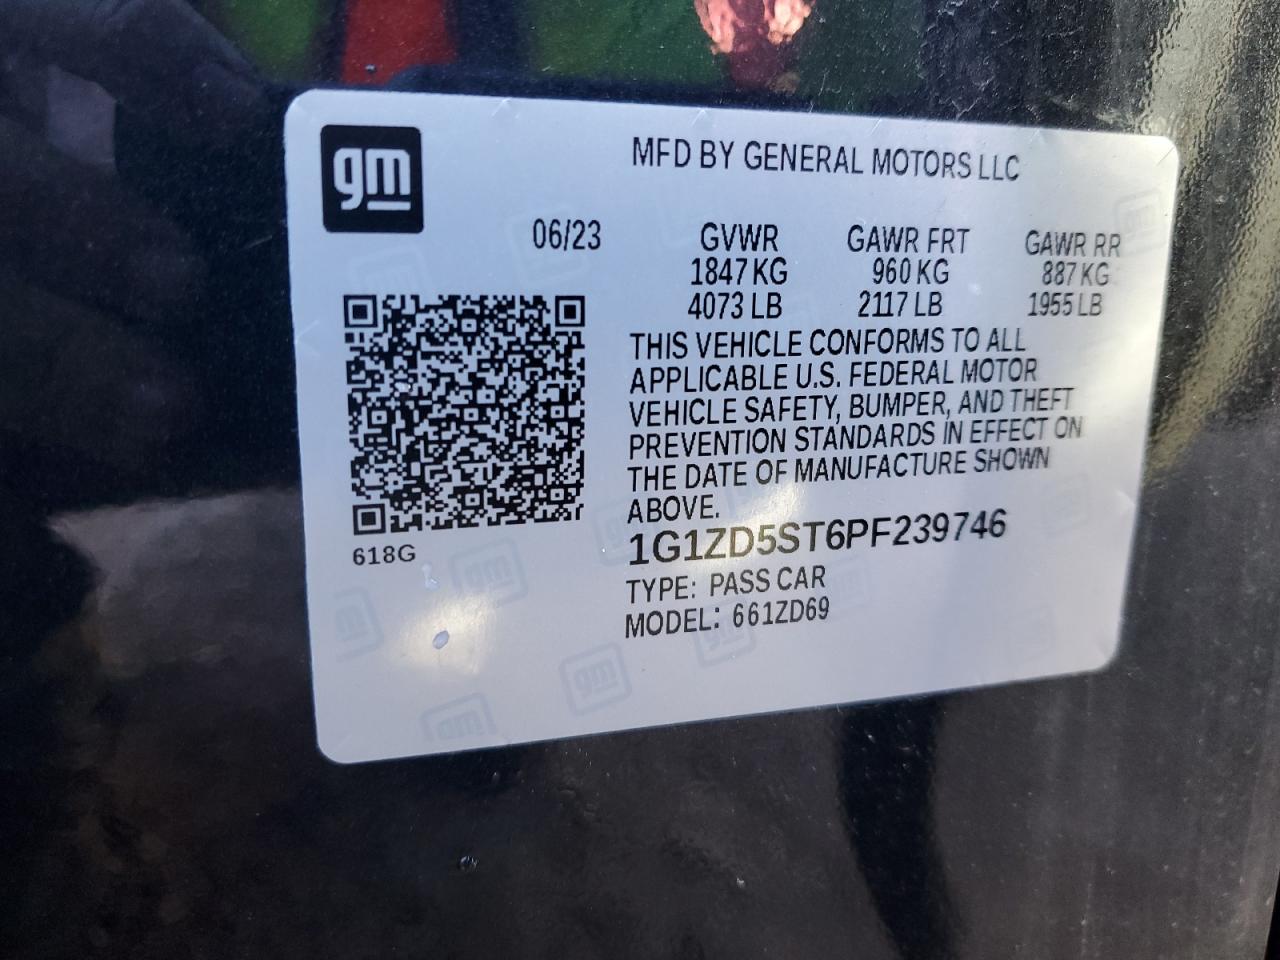 gm
MFD BY GENERAL MOTORS LLC
06/23 GVWR GAWR FRT GAWR RR
1847 KG 960 KG 887 KG
4073 LB 2117 LB 1955 LB
THIS VEHICLE CONFORMS TO ALL
APPLICABLE U.S. FEDERAL MOTOR
VEHICLE SAFETY, BUMPER, AND THEFT
PREVENTION STANDARDS IN EFFECT ON
THE DATE OF MANUFACTURE SHOWN
ABOVE.
1G1ZD5ST6PF239746
TYPE: PASS CAR
MODEL: 661ZD69
618G